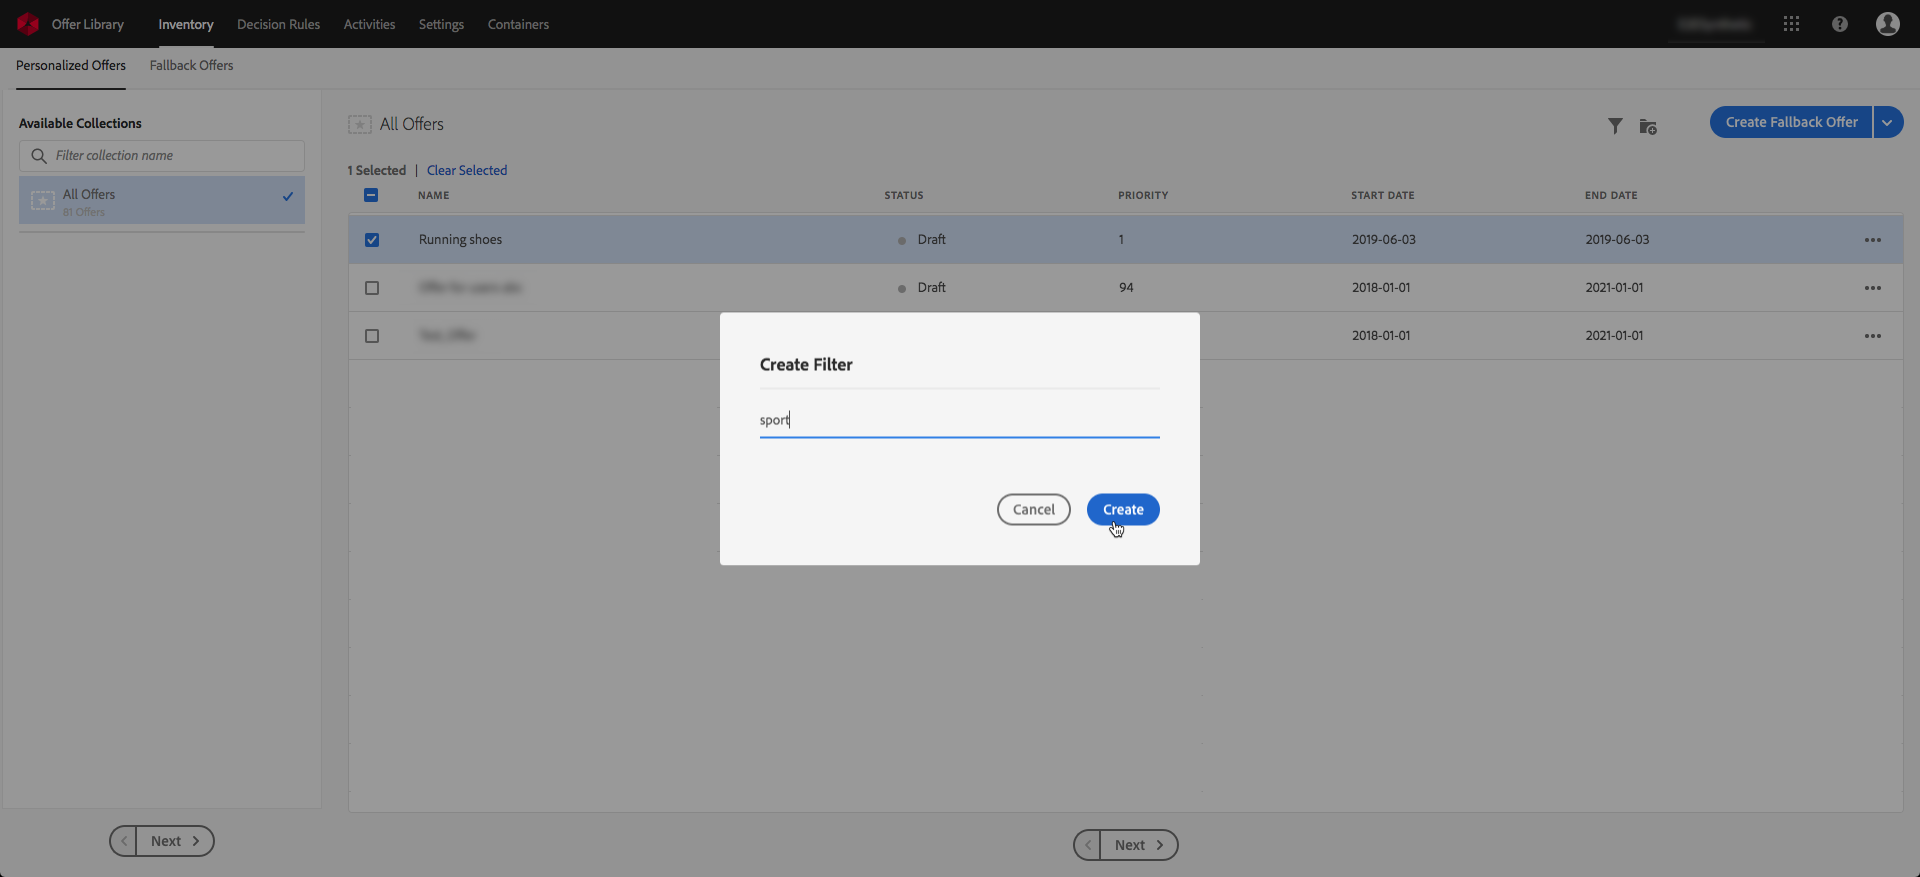 Offer Library
Inventory
Decision Rules
Activities
Settings
Containers
Personalized Offers
Fallback Offers
Available Collections
Filter collection name
All Offers
81 Offers
All Offers
Create Fallback Offer
1 Selected | Clear Selected
NAME STATUS PRIORITY START DATE END DATE
Running shoes Draft 1 2019-06-03 2019-06-03
Draft 94 2018-01-01 2021-01-01
2018-01-01 2021-01-01
Create Filter
sport
Cancel
Create
Next
Next